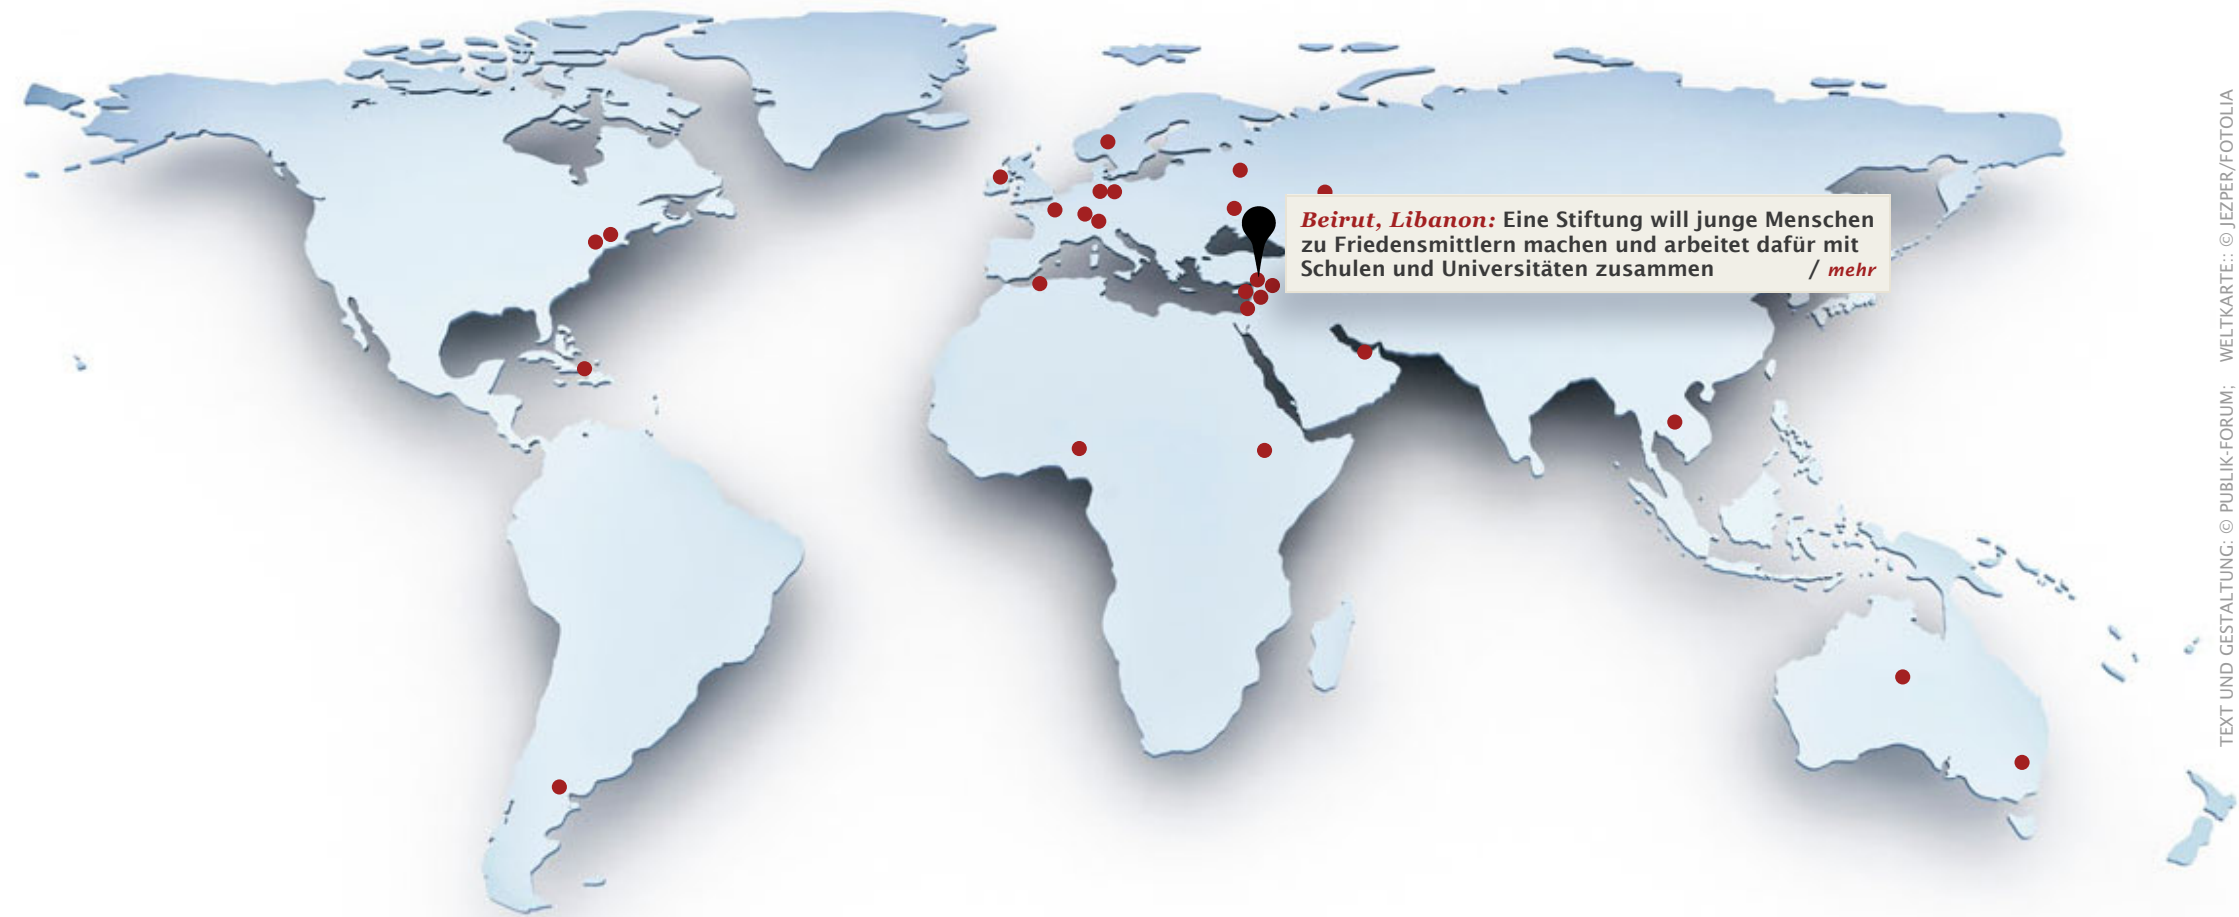 Beirut, Libanon: Eine Stiftung will junge Menschen
zu Friedensmittlern machen und arbeitet dafür mit
Schulen und Universitäten zusammen / mehr
TEXT UND GESTALTUNG: © PUBLIK-FORUM; WELTKARTE:: © JEZPER/FOTOLIA